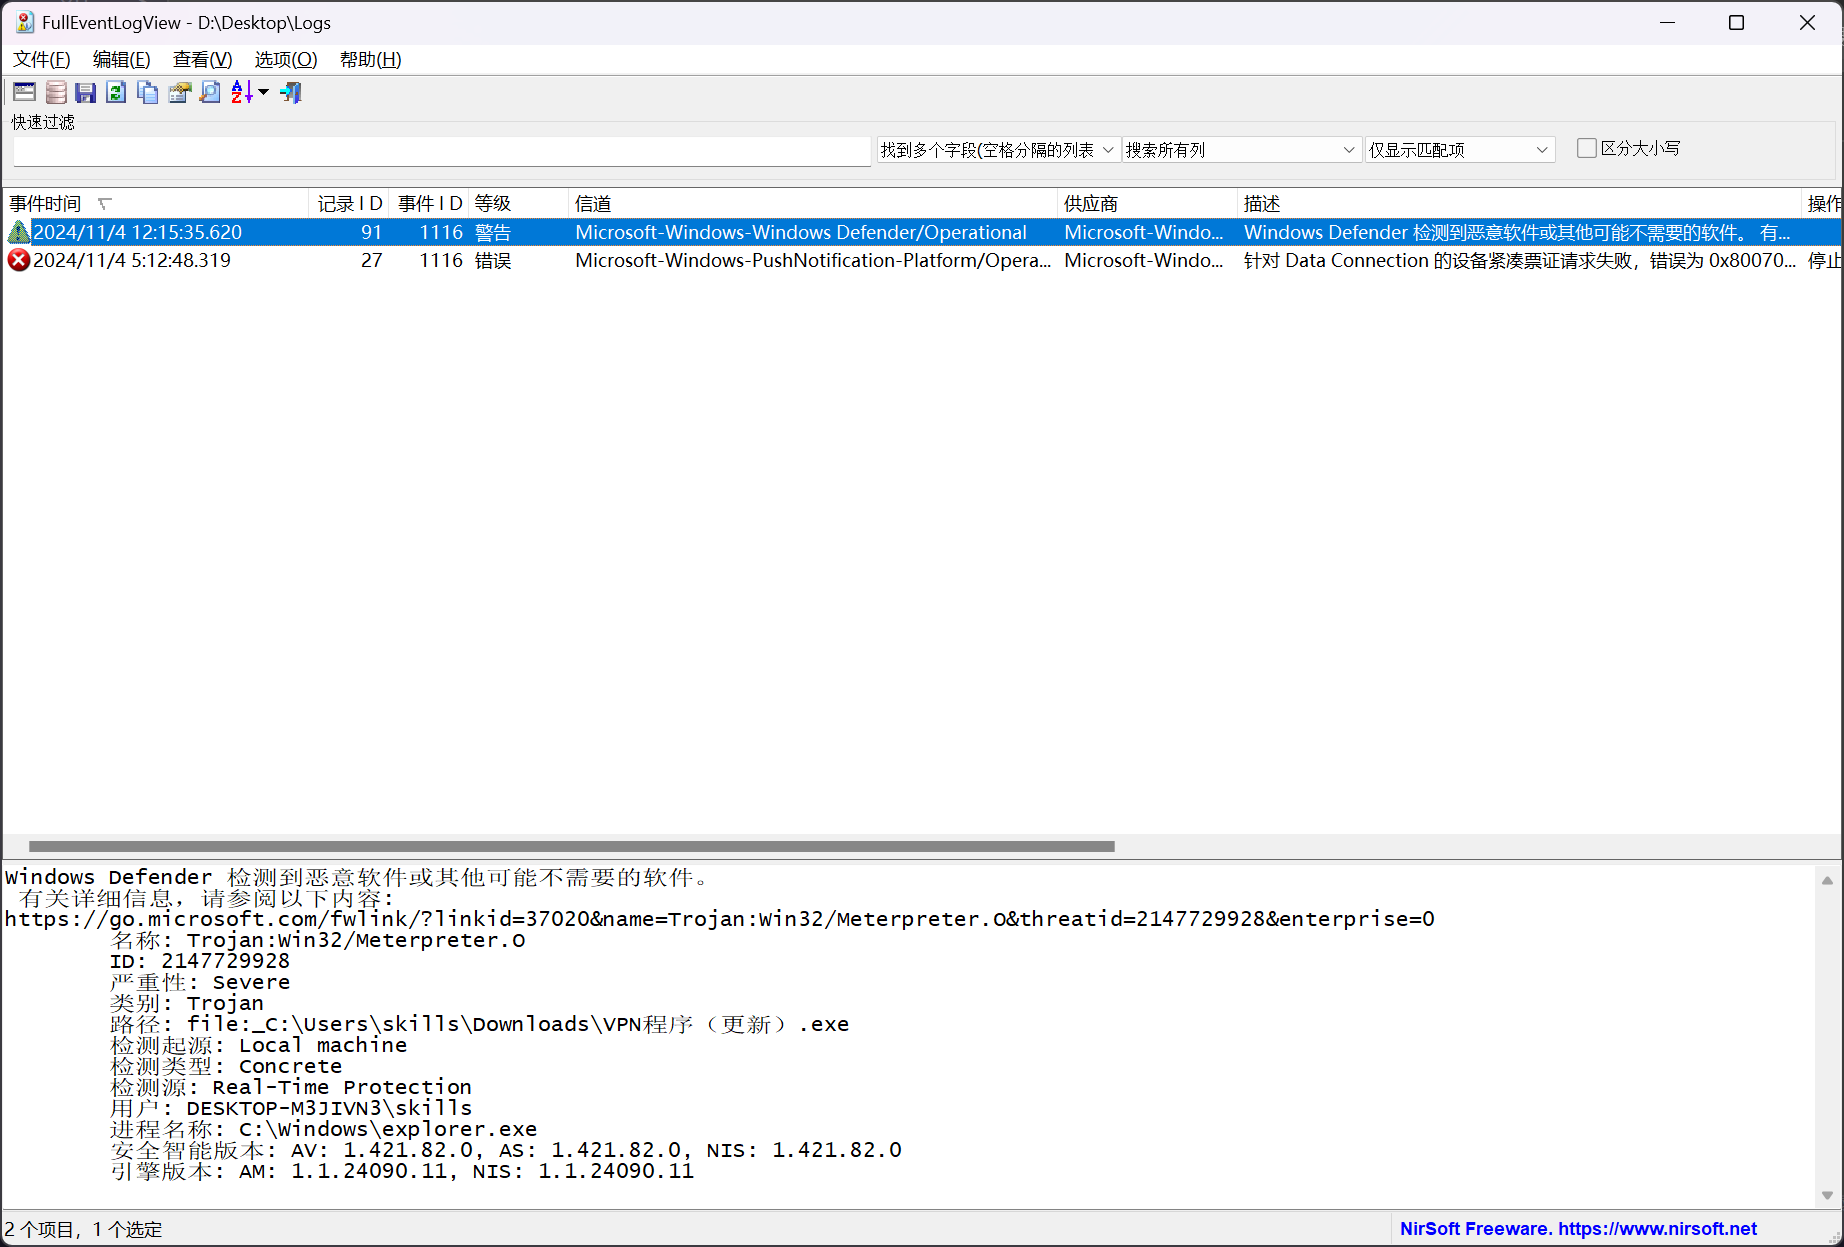 FullEventLogView - D:\Desktop\Logs
文件(F) 编辑(E) 查看(V) 选项(O) 帮助(H)
快速过滤
找到多个字段(空格分隔的列表 搜索所有列 仅显示匹配项 区分大小写
事件时间 记录 ID 事件 ID 等级 信道 供应商 描述 操作
2024/11/4 12:15:35.620 91 1116 警告 Microsoft-Windows-Windows Defender/Operational Microsoft-Windo... Windows Defender 检测到恶意软件或其他可能不需要的软件。 有...
2024/11/4 5:12:48.319 27 1116 错误 Microsoft-Windows-PushNotification-Platform/Opera... Microsoft-Windo... 针对 Data Connection 的设备紧凑票证请求失败，错误为 0x80070... 停止
Windows Defender 检测到恶意软件或其他可能不需要的软件。
有关详细信息，请参阅以下内容:
https://go.microsoft.com/fwlink/?linkid=37020&name=Trojan:Win32/Meterpreter.O&threatid=2147729928&enterprise=0
名称: Trojan:Win32/Meterpreter.O
ID: 2147729928
严重性: Severe
类别: Trojan
路径: file:_C:\Users\skills\Downloads\VPN程序（更新）.exe
检测起源: Local machine
检测类型: Concrete
检测源: Real-Time Protection
用户: DESKTOP-M3JIVN3\skills
进程名称: C:\Windows\explorer.exe
安全智能版本: AV: 1.421.82.0, AS: 1.421.82.0, NIS: 1.421.82.0
引擎版本: AM: 1.1.24090.11, NIS: 1.1.24090.11
2 个项目，1 个选定 NirSoft Freeware. https://www.nirsoft.net